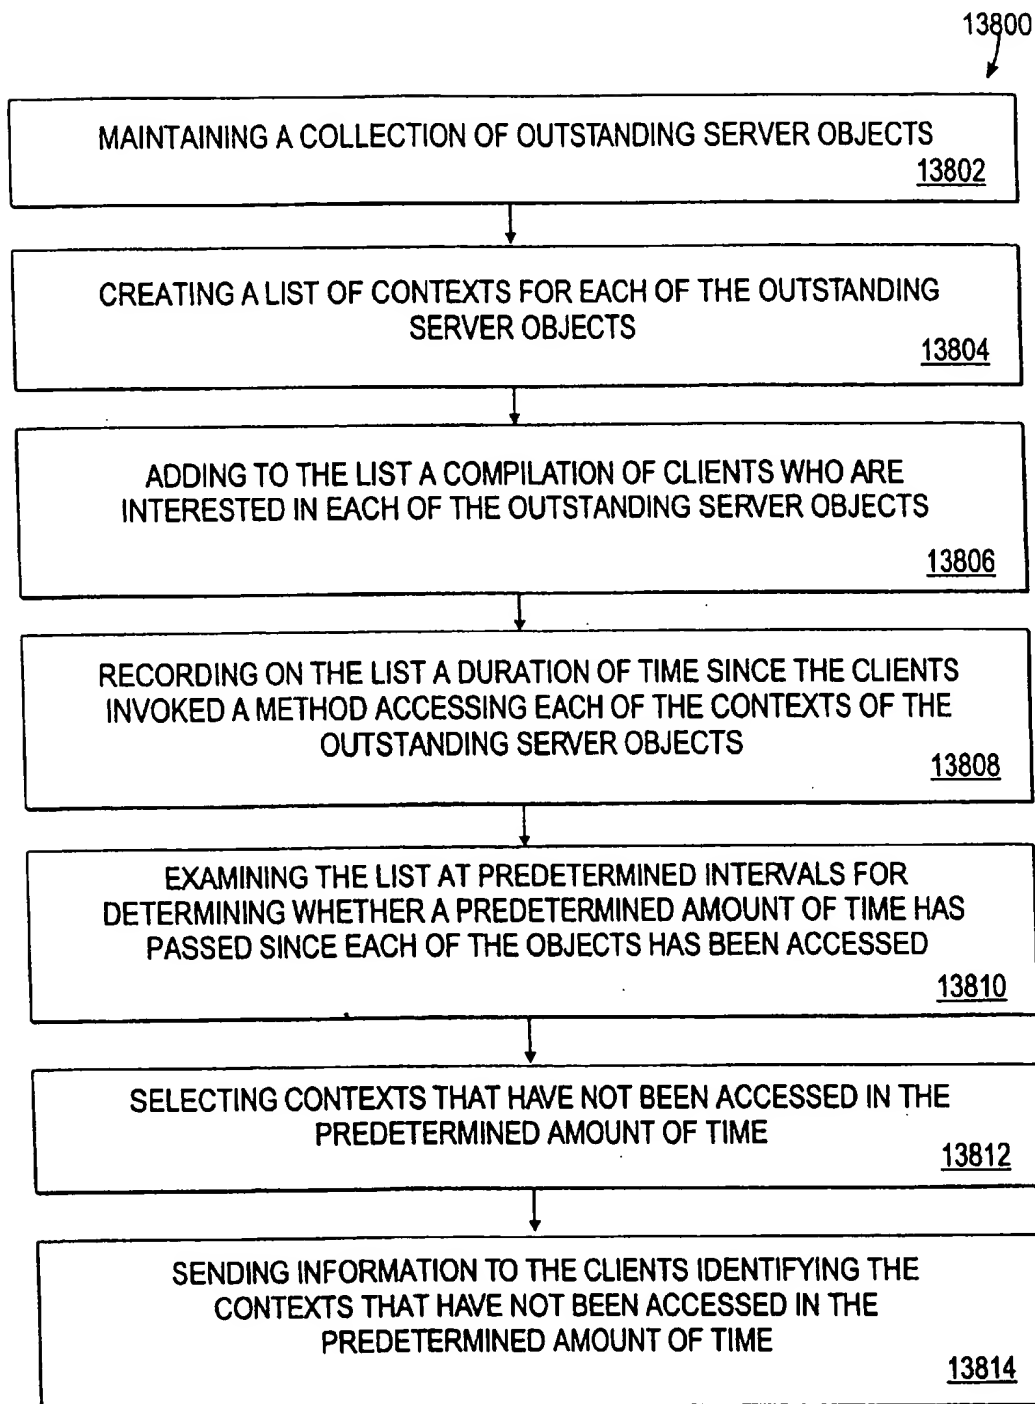 13800
MAINTAINING A COLLECTION OF OUTSTANDING SERVER OBJECTS
13802
CREATING A LIST OF CONTEXTS FOR EACH OF THE OUTSTANDING
SERVER OBJECTS
13804
ADDING TO THE LIST A COMPILATION OF CLIENTS WHO ARE
INTERESTED IN EACH OF THE OUTSTANDING SERVER OBJECTS
13806
RECORDING ON THE LIST A DURATION OF TIME SINCE THE CLIENTS
INVOKED A METHOD ACCESSING EACH OF THE CONTEXTS OF THE
OUTSTANDING SERVER OBJECTS
13808
EXAMINING THE LIST AT PREDETERMINED INTERVALS FOR
DETERMINING WHETHER A PREDETERMINED AMOUNT OF TIME HAS
PASSED SINCE EACH OF THE OBJECTS HAS BEEN ACCESSED
13810
SELECTING CONTEXTS THAT HAVE NOT BEEN ACCESSED IN THE
PREDETERMINED AMOUNT OF TIME
13812
SENDING INFORMATION TO THE CLIENTS IDENTIFYING THE
CONTEXTS THAT HAVE NOT BEEN ACCESSED IN THE
PREDETERMINED AMOUNT OF TIME
13814